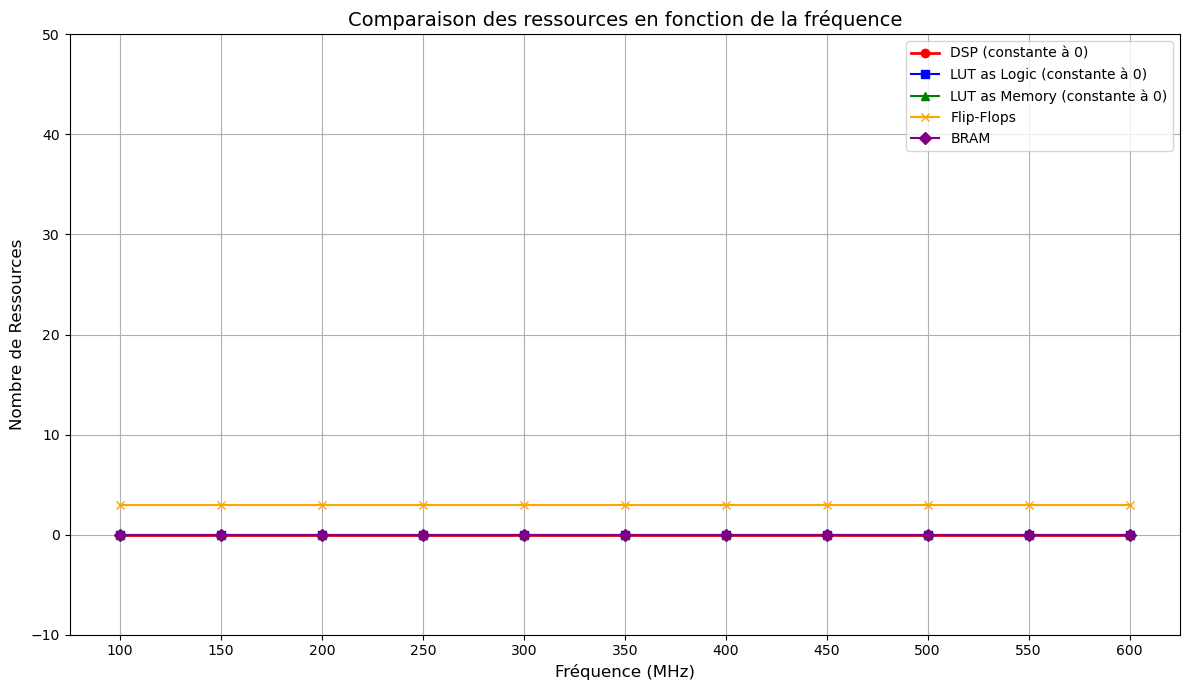 Comparaison des ressources en fonction de la fréquence
DSP (constante à 0)
LUT as Logic (constante à 0)
LUT as Memory (constante à 0)
Flip-Flops
BRAM
Nombre de Ressources
50
40
30
20
10
0
−10
100 150 200 250 300 350 400 450 500 550 600
Fréquence (MHz)